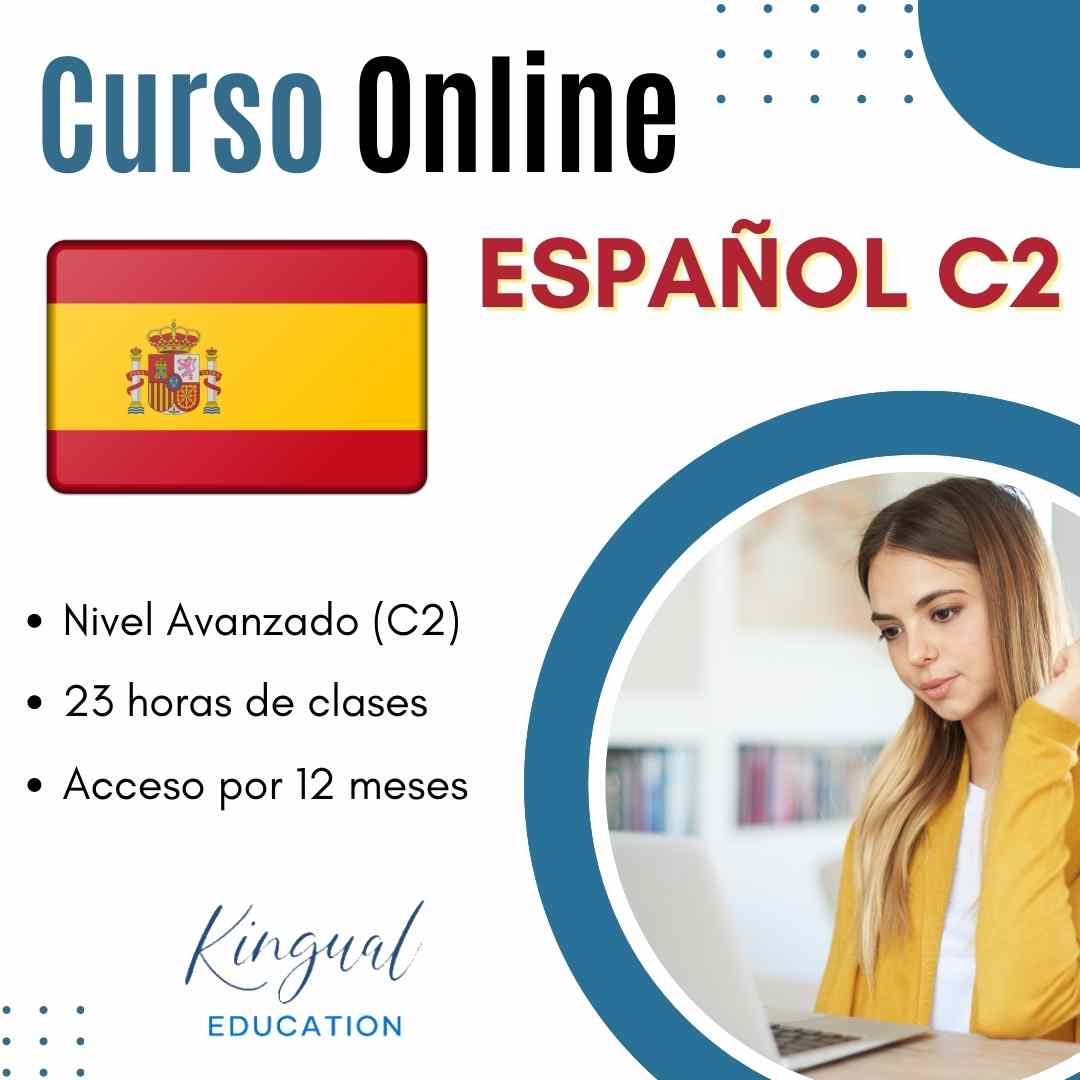 Curso Online
ESPAÑOL C2
• Nivel Avanzado (C2)
• 23 horas de clases
• Acceso por 12 meses
Kingual
EDUCATION